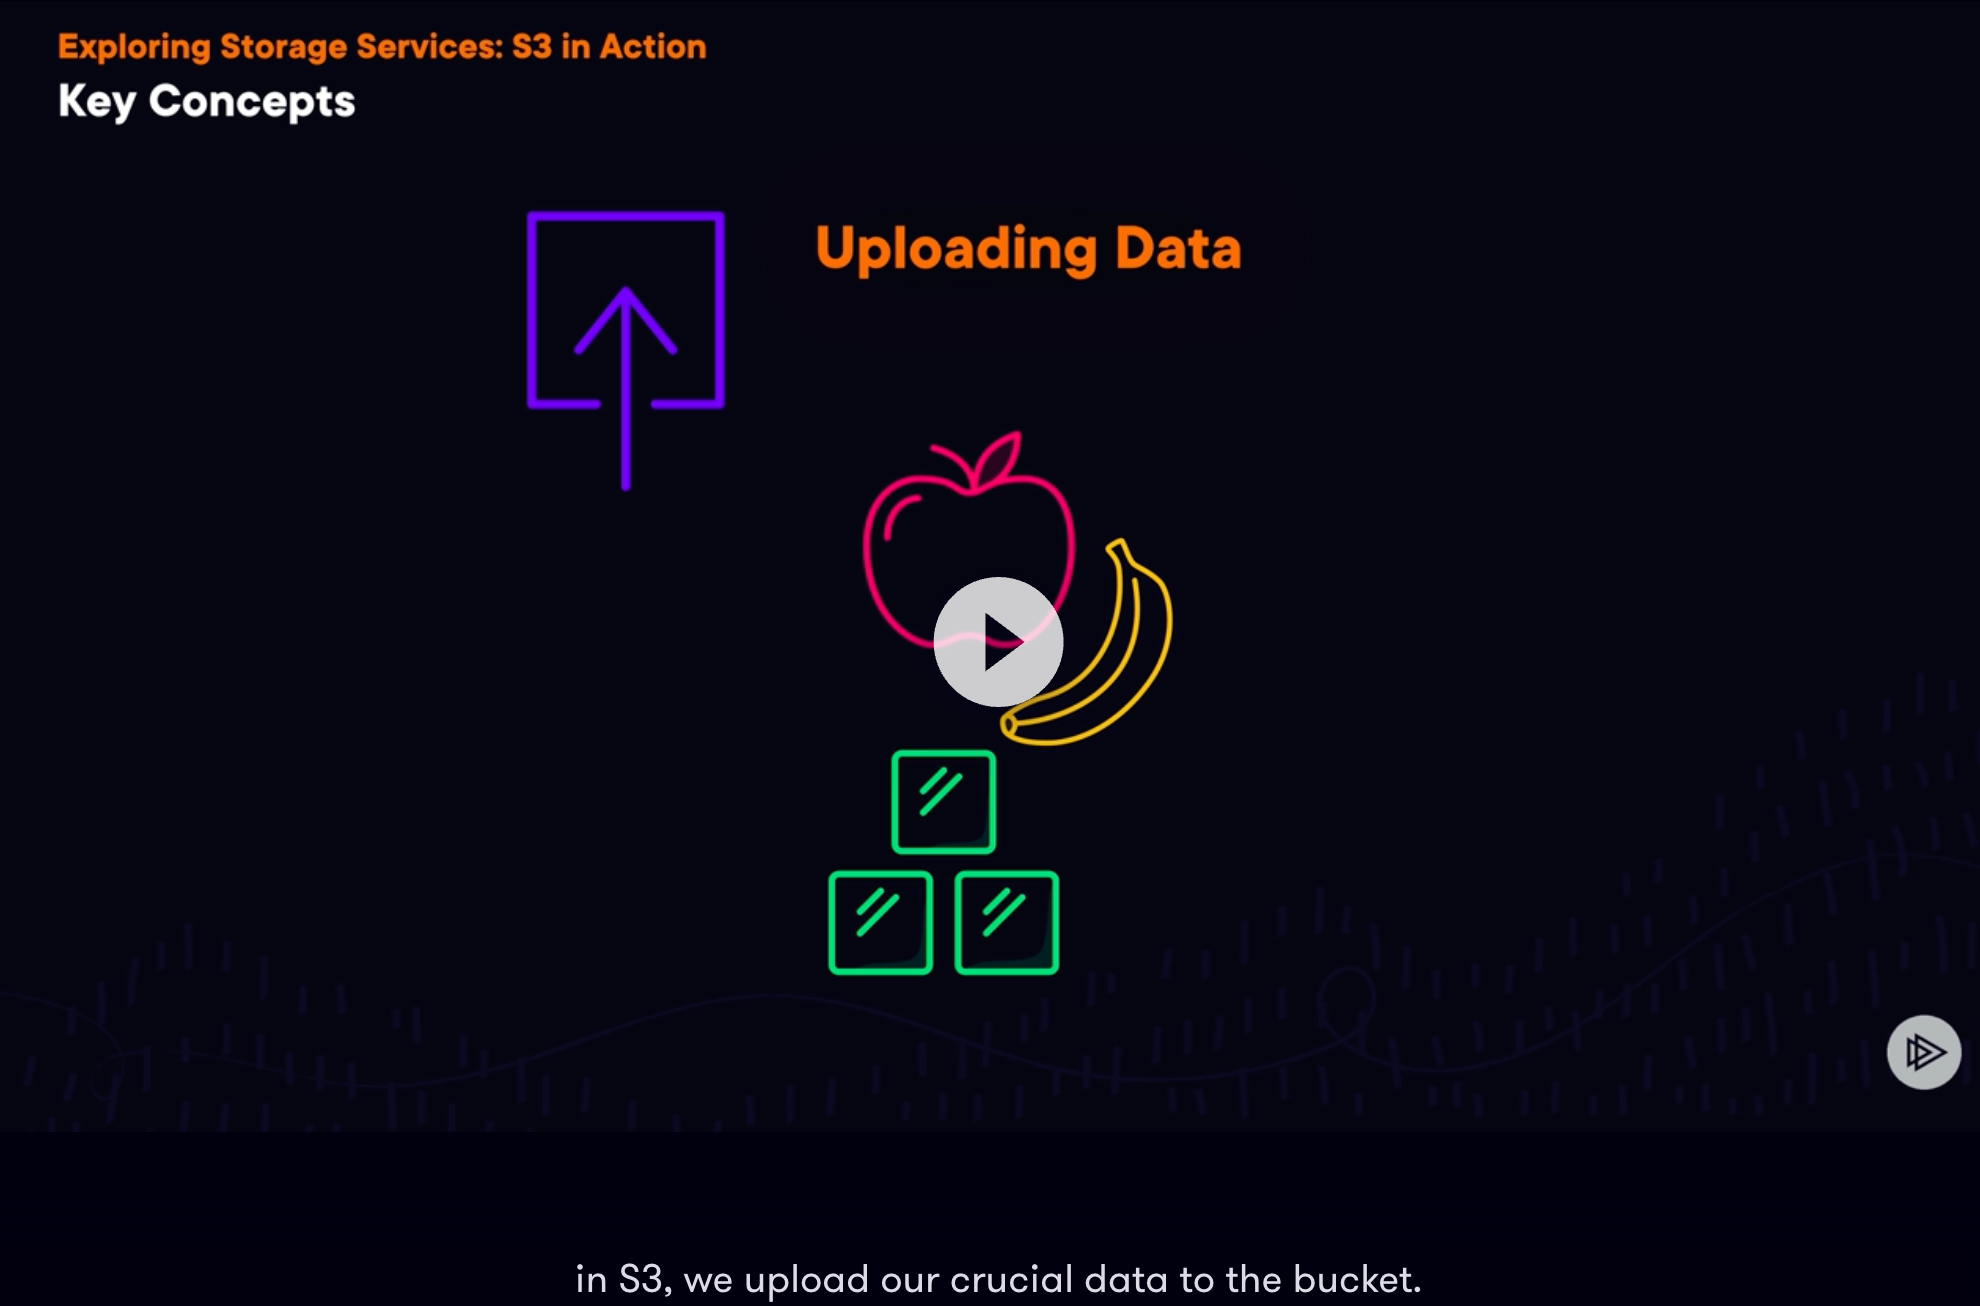 Exploring Storage Services: S3 in Action
Key Concepts
Uploading Data
in S3, we upload our crucial data to the bucket.